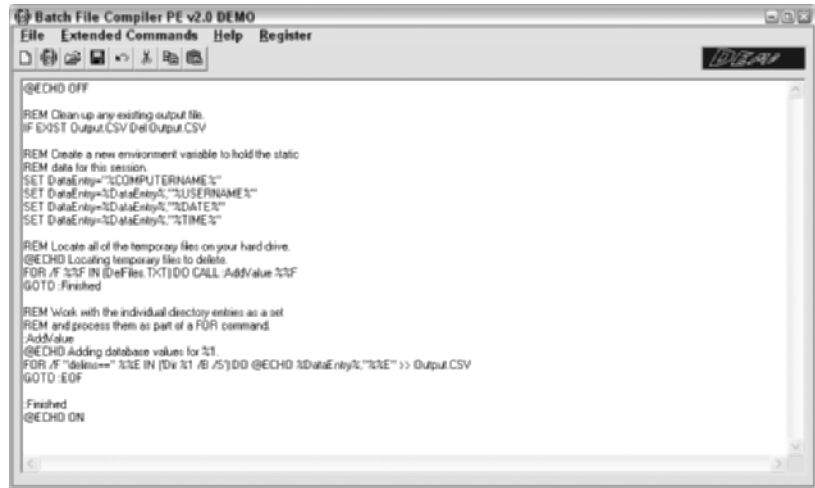 Batch File Compiler PE v2.0 DEMO
File Extended Commands Help Register
DEMO
@ECHO OFF
REM Clean up any existing output file.
IF EXIST Output.CSV Del Output.CSV
REM Create a new environment variable to hold the static
REM data for this session.
SET DataEntry="%COMPUTERNAME%"
SET DataEntry=%DataEntry%,"%USERNAME%"
SET DataEntry=%DataEntry%,"%DATE%"
SET DataEntry=%DataEntry%,"%TIME%"
REM Locate all of the temporary files on your hard drive.
@ECHO Locating temporary files to delete.
FOR /F %%F IN (DelFiles.TXT) DO CALL :AddValue %%F
GOTO :Finished
REM Work with the individual directory entries as a set
REM and process them as part of a FOR command.
:AddValue
@ECHO Adding database values for %1.
FOR /F "delims==" %%E IN ('Dir %1 /B /S') DO @ECHO %DataEntry%,"%%E" >> Output.CSV
GOTO :EOF
:Finished
@ECHO ON